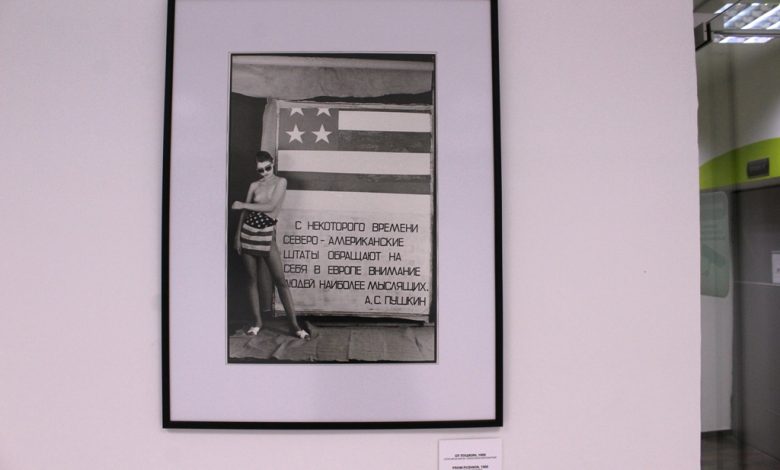 С НЕКОТОРОГО ВРЕМЕНИ
СЕВЕРО - АМЕРИКАНСКИЕ
ШТАТЫ ОБРАЩАЮТ НА
СЕБЯ В ЕВРОПЕ ВНИМАНИЕ
ЛЮДЕЙ НАИБОЛЕЕ МЫСЛЯЩИХ.
А.С. ПУШКИН